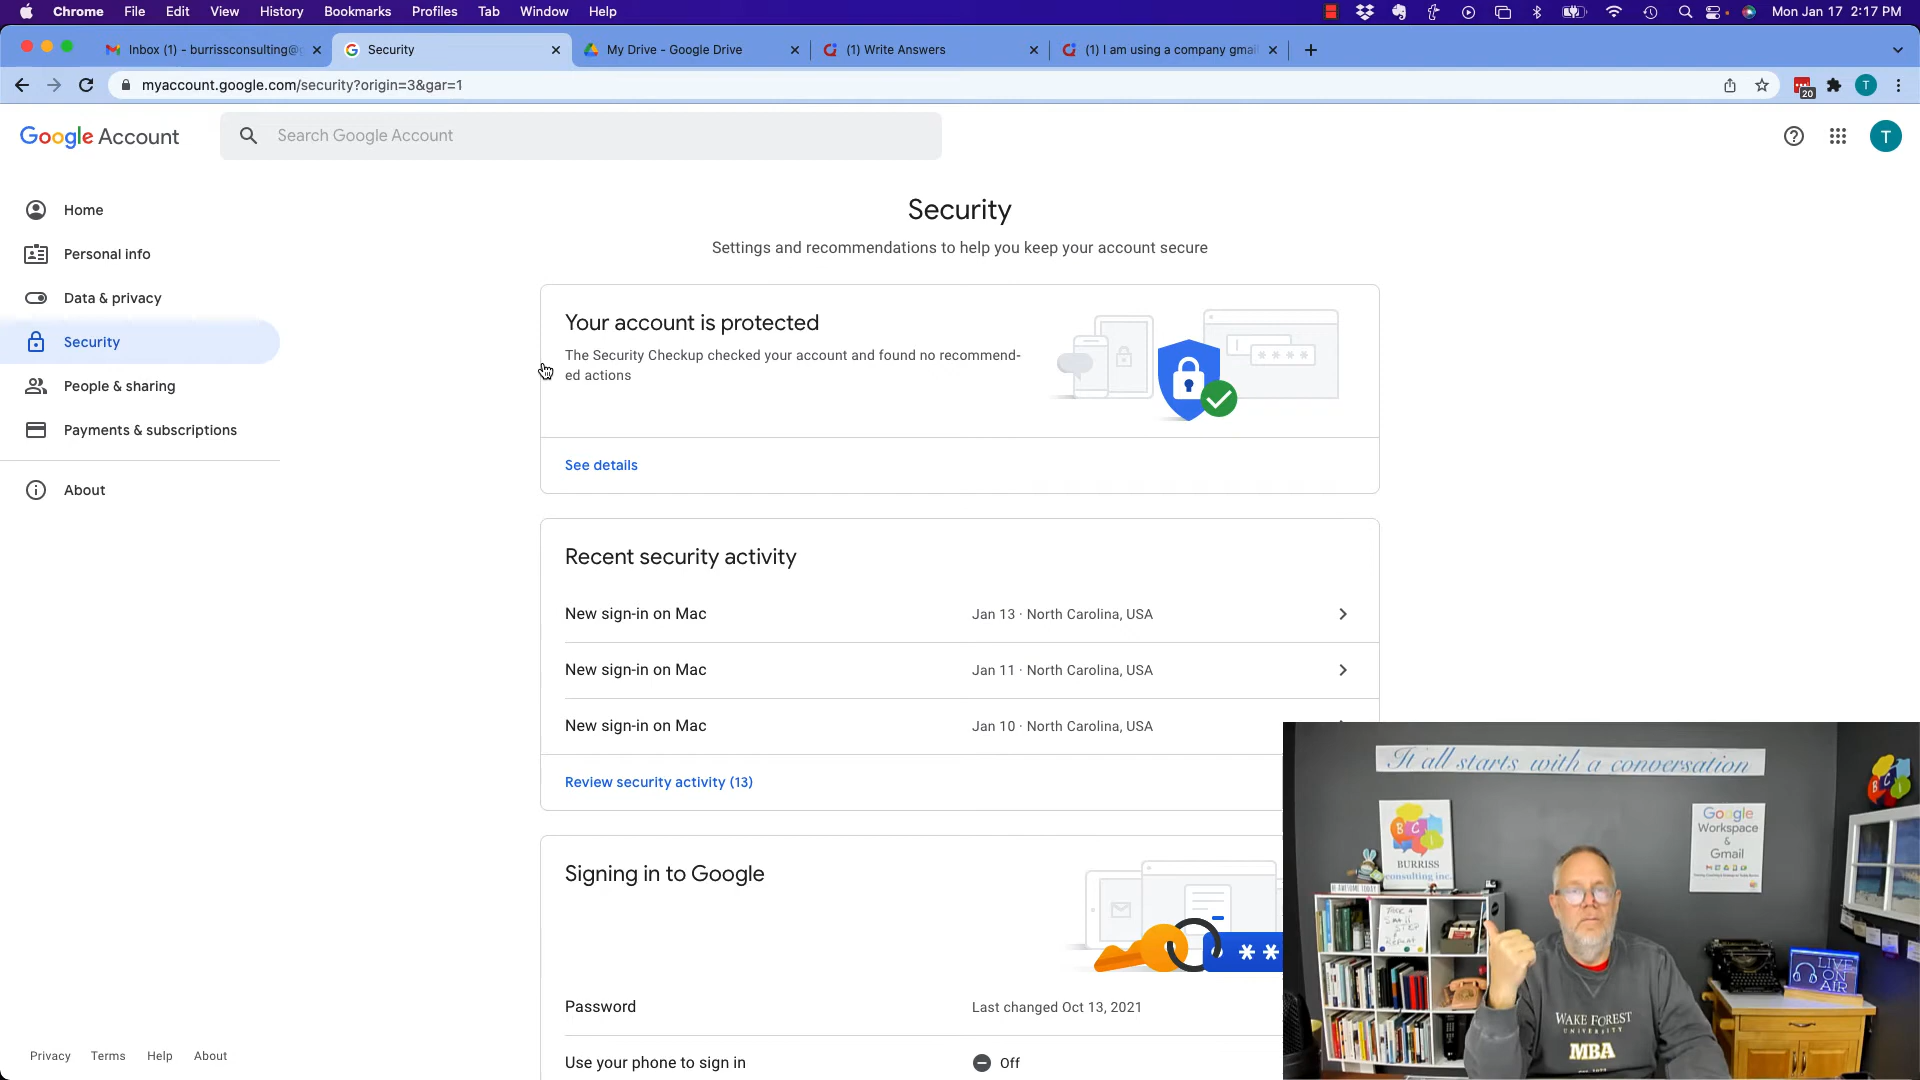 Chrome File Edit View History Bookmarks Profiles Tab Window Help
Mon Jan 17 2:17 PM
Inbox (1) - burrissconsulting@
Security
My Drive - Google Drive
(1) Write Answers
(1) I am using a company gmai
myaccount.google.com/security?origin=3&gar=1
20
T
Google Account
Search Google Account
T
Home
Personal info
Data & privacy
Security
People & sharing
Payments & subscriptions
About
Security
Settings and recommendations to help you keep your account secure
Your account is protected
The Security Checkup checked your account and found no recommend-
ed actions
See details
Recent security activity
New sign-in on Mac Jan 13 · North Carolina, USA
New sign-in on Mac Jan 11 · North Carolina, USA
New sign-in on Mac Jan 10 · North Carolina, USA
Review security activity (13)
Signing in to Google
Password Last changed Oct 13, 2021
Use your phone to sign in Off
Privacy Terms Help About
It all starts with a conversation
BCI
BURRISS
consulting inc.
Google
Workspace
&
Gmail
LIVE
ON
AIR
WAKE FOREST
UNIVERSITY
MBA